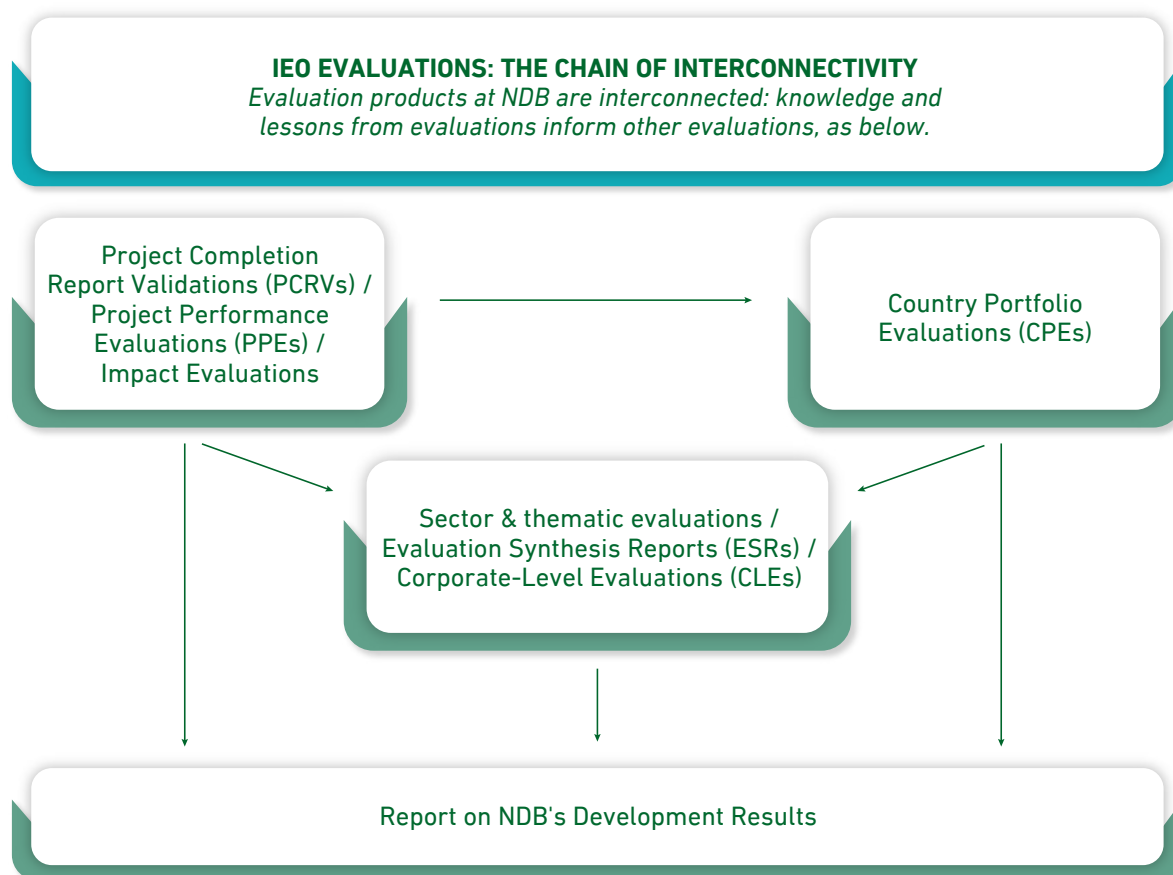 IEO EVALUATIONS: THE CHAIN OF INTERCONNECTIVITY
Evaluation products at NDB are interconnected: knowledge and
lessons from evaluations inform other evaluations, as below.
Project Completion
Report Validations (PCRVs) /
Project Performance
Evaluations (PPEs) /
Impact Evaluations
Country Portfolio
Evaluations (CPEs)
Sector & thematic evaluations /
Evaluation Synthesis Reports (ESRs) /
Corporate-Level Evaluations (CLEs)
Report on NDB's Development Results